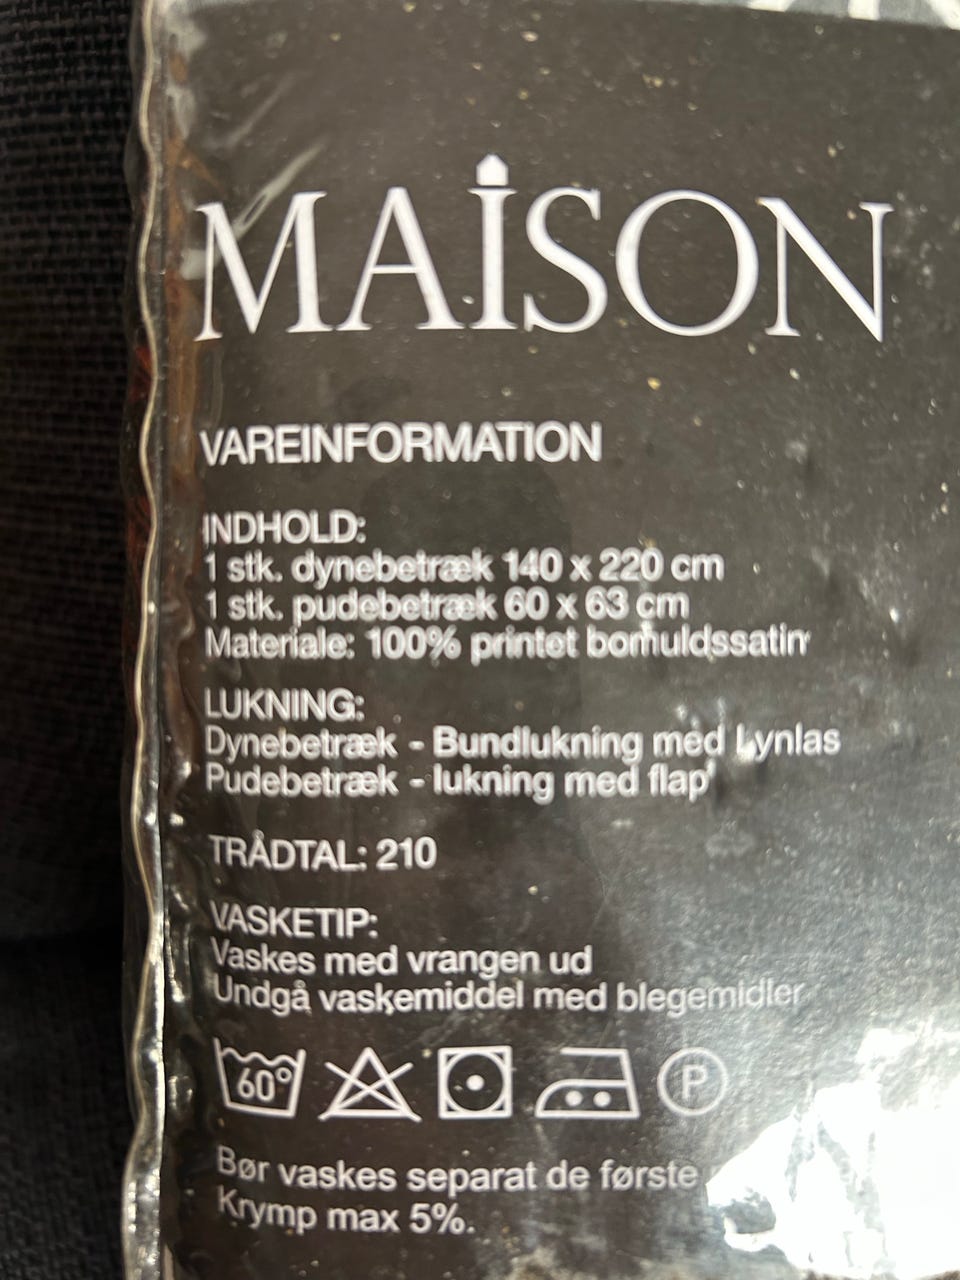 MAISON
VAREINFORMATION
INDHOLD:
1 stk. dynebetræk 140 x 220 cm
1 stk. pudebetræk 60 x 63 cm
Materiale: 100% printet bomuldssatin
LUKNING:
Dynebetræk - Bundlukning med Lynlas
Pudebetræk - lukning med flap
TRÅDTAL: 210
VASKETIP:
Vaskes med vrangen ud
Undgå vaskemiddel med blegemidler
60° P
Bør vaskes separat de første
Krymp max 5%.